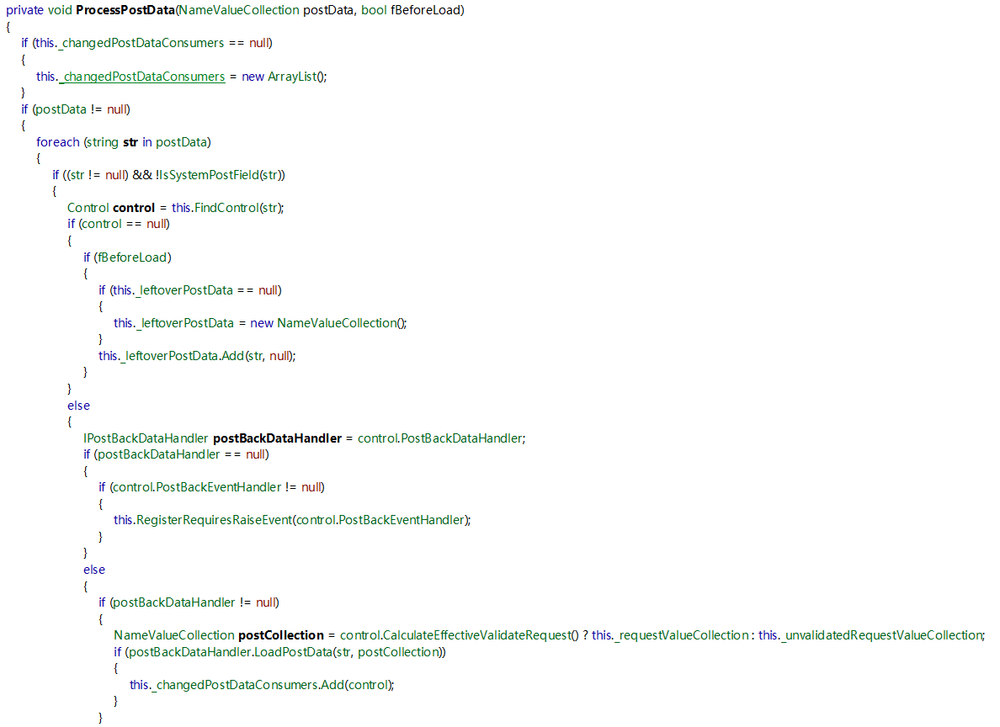 private void ProcessPostData(NameValueCollection postData, bool fBeforeLoad)
{
if (this._changedPostDataConsumers == null)
{
this._changedPostDataConsumers = new ArrayList();
}
if (postData != null)
{
foreach (string str in postData)
{
if ((str != null) && !IsSystemPostField(str))
{
Control control = this.FindControl(str);
if (control == null)
{
if (fBeforeLoad)
{
if (this._leftoverPostData == null)
{
this._leftoverPostData = new NameValueCollection();
}
this._leftoverPostData.Add(str, null);
}
}
else
{
IPostBackDataHandler postBackDataHandler = control.PostBackDataHandler;
if (postBackDataHandler == null)
{
if (control.PostBackEventHandler != null)
{
this.RegisterRequiresRaiseEvent(control.PostBackEventHandler);
}
}
else
{
if (postBackDataHandler != null)
{
NameValueCollection postCollection = control.CalculateEffectiveValidateRequest() ? this._requestValueCollection : this._unvalidatedRequestValueCollection;
if (postBackDataHandler.LoadPostData(str, postCollection))
{
this._changedPostDataConsumers.Add(control);
}
}